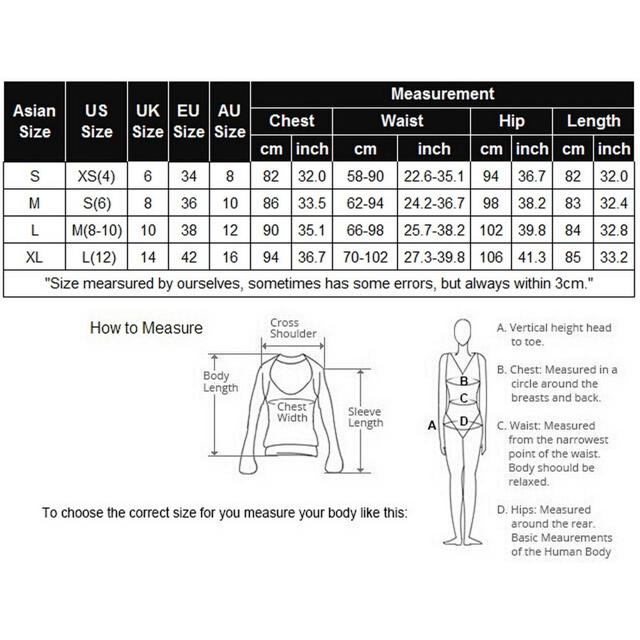 Measurement
Asian Size US Size UK Size EU Size AU Size Chest Waist Hip Length
cm inch cm inch cm inch cm inch
S XS(4) 6 34 8 82 32.0 58-90 22.6-35.1 94 36.7 82 32.0
M S(6) 8 36 10 86 33.5 62-94 24.2-36.7 98 38.2 83 32.4
L M(8-10) 10 38 12 90 35.1 66-98 25.7-38.2 102 39.8 84 32.8
XL L(12) 14 42 16 94 36.7 70-102 27.3-39.8 106 41.3 85 33.2
"Size mearsured by ourselves, sometimes has some errors, but always within 3cm."
How to Measure
Cross
Shoulder
Body
Length
Chest
Width
Sleeve
Length
To choose the correct size for you measure your body like this:
A
B
C
D
A. Vertical height head
to toe.
B. Chest: Measured in a
circle around the
breasts and back.
C. Waist: Measured
from the narrowest
point of the waist.
Body shoould be
relaxed.
D. Hips: Measured
around the rear.
Basic Meaurements
of the Human Body